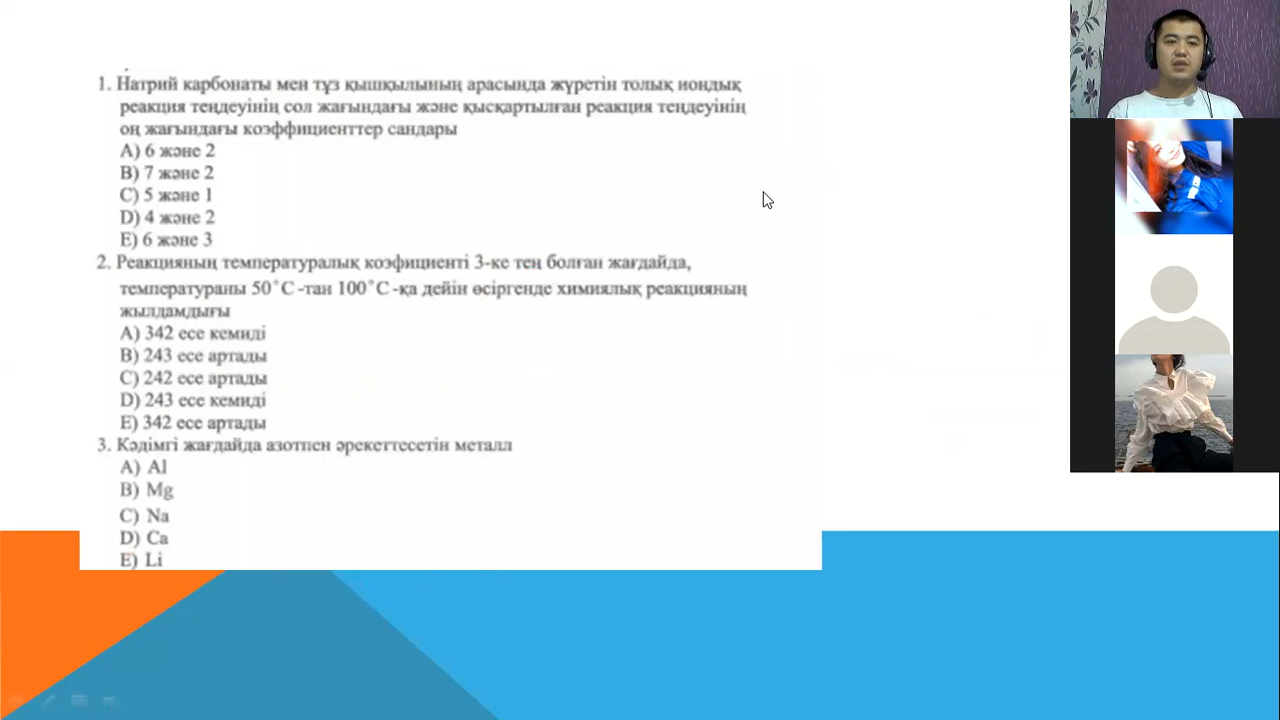 1. Натрий карбонаты мен тұз қышқылының арасында жүретін толық иондық
реакция теңдеуінің сол жағындағы және қысқартылған реакция теңдеуінің
оң жағындағы коэффициенттер сандары
A) 6 және 2
B) 7 және 2
C) 5 және 1
D) 4 және 2
E) 6 және 3
2. Реакцияның температуралық коэфициенті 3-ке тең болған жағдайда,
температураны 50˚C -тан 100˚C -қа дейін өсіргенде химиялық реакцияның
жылдамдығы
A) 342 есе кемиді
B) 243 есе артады
C) 242 есе артады
D) 243 есе кемиді
E) 342 есе артады
3. Кәдімгі жағдайда азотпен әрекеттесетін металл
A) Al
B) Mg
C) Na
D) Ca
E) Li